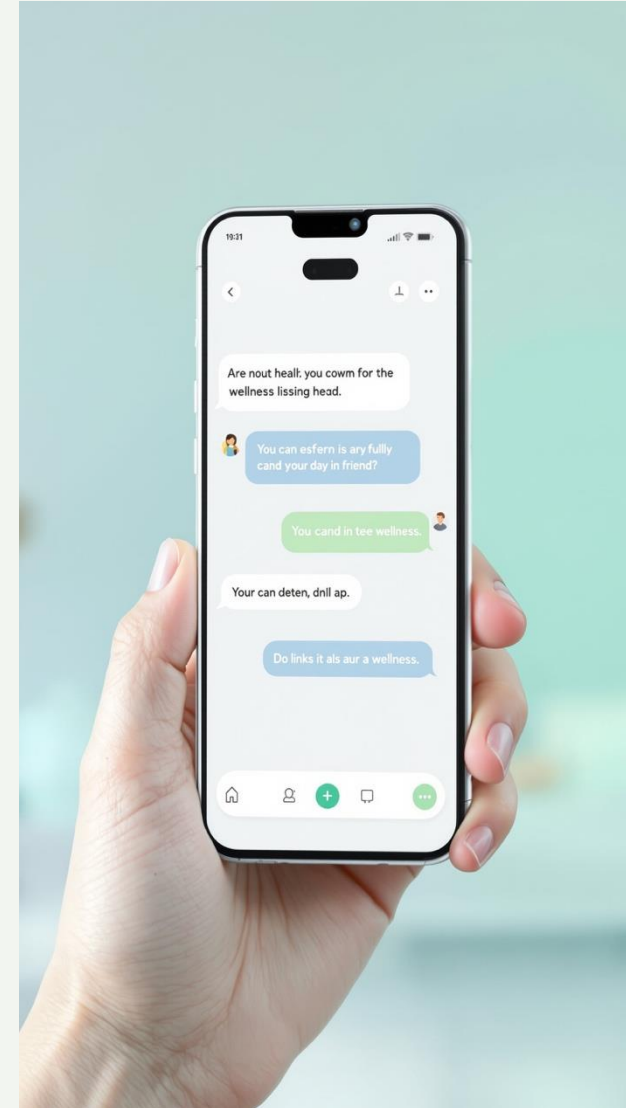 19:31
Are nout healt. you cowm for the
wellness lissing head.
You can esfern is ary fullly
cand your day in friend?
You cand in tee wellness.
Your can deten, dnll ap.
Do links it als aur a wellness.